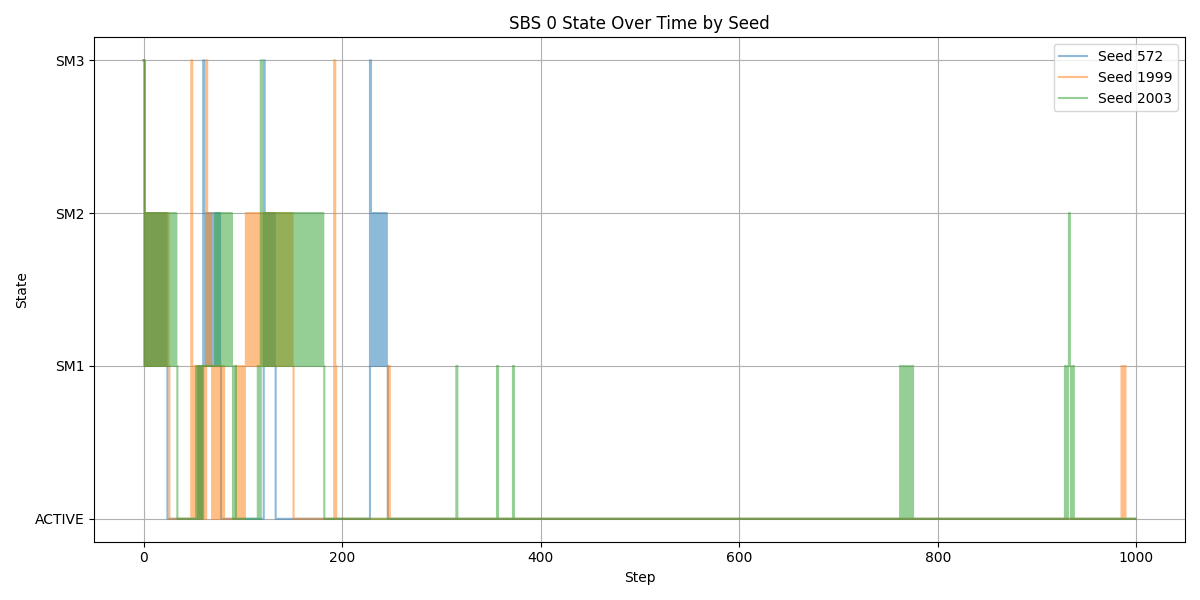 SBS 0 State Over Time by Seed
State
SM3
SM2
SM1
ACTIVE
Seed 572
Seed 1999
Seed 2003
0
200
400
600
800
1000
Step